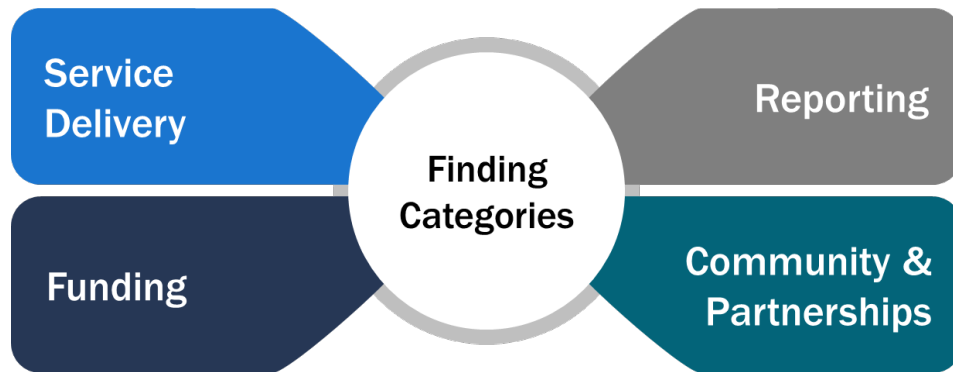 Service
Delivery
Reporting
Finding
Categories
Funding
Community &
Partnerships